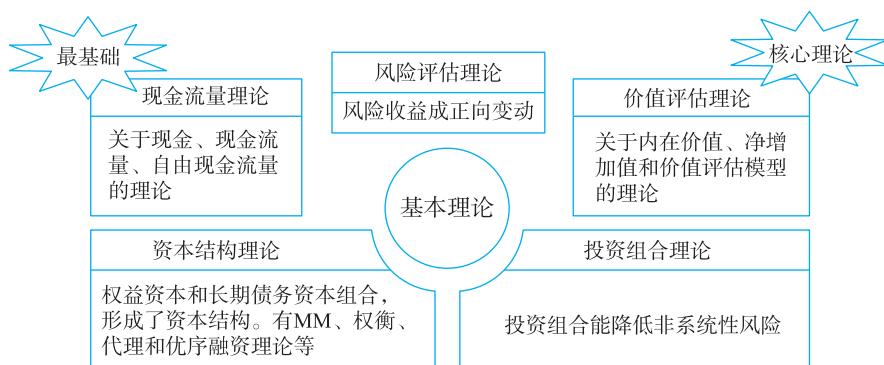 最基础
核心理论
风险评估理论
风险收益成正向变动
现金流量理论
关于现金、现金流
量、自由现金流量
的理论
价值评估理论
关于内在价值、净增
加值和价值评估模型
的理论
基本理论
资本结构理论
权益资本和长期债务资本组合，
形成了资本结构。有MM、权衡、
代理和优序融资理论等
投资组合理论
投资组合能降低非系统性风险